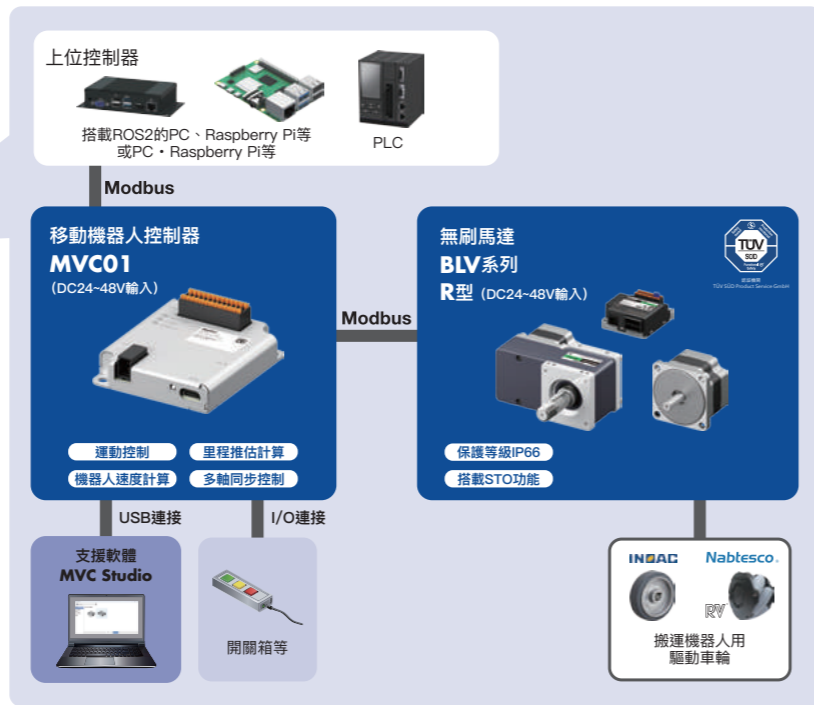 上位控制器
搭載ROS2的PC、Raspberry Pi等
或PC・Raspberry Pi等
PLC
Modbus
移動機器人控制器
MVC01
(DC24~48V輸入)
運動控制
里程推估計算
機器人速度計算
多軸同步控制
Modbus
無刷馬達
BLV系列
R型 (DC24~48V輸入)
TÜV
SÜD
TÜV SÜD Product Service GmbH
保護等級IP66
搭載STO功能
USB連接
I/O連接
支援軟體
MVC Studio
開關箱等
INOAC
Nabtesco
RV
搬運機器人用
驅動車輪